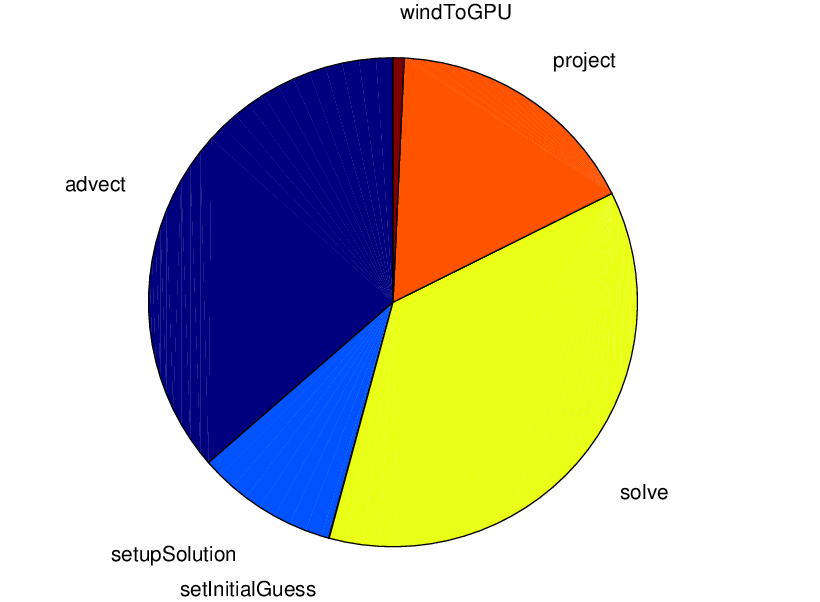 windToGPU
project
advect
solve
setupSolution
setInitialGuess